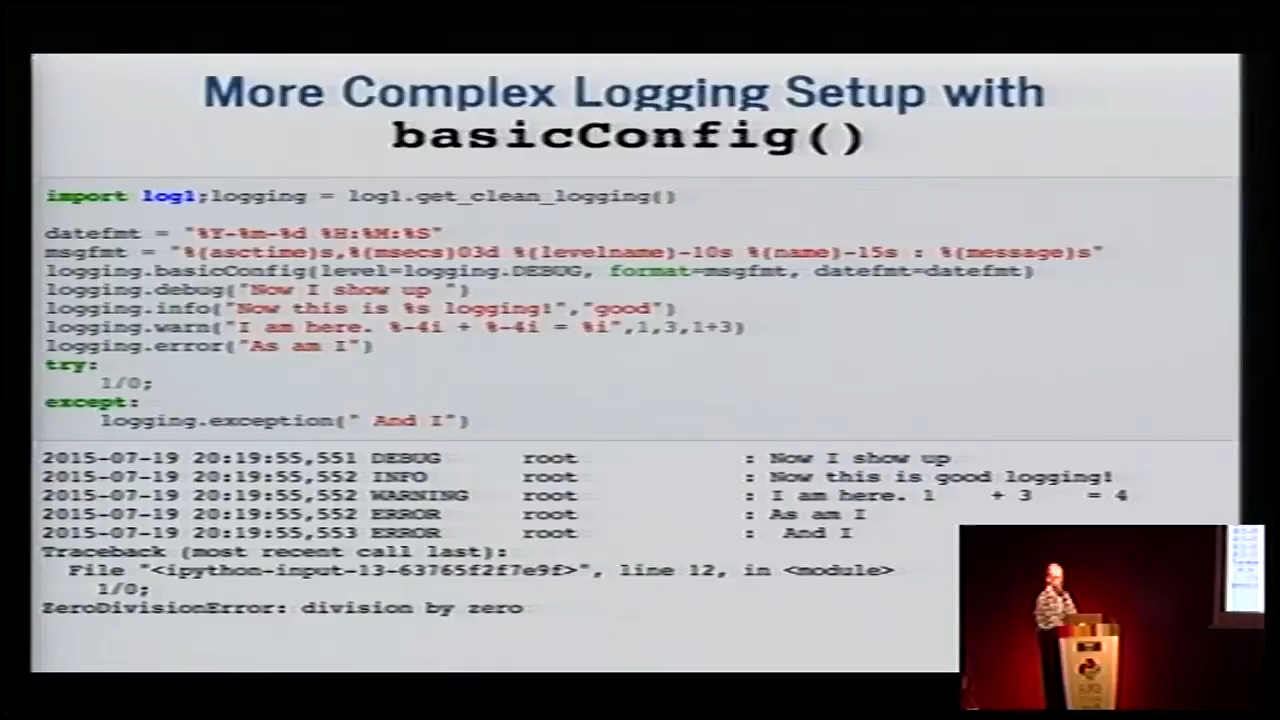 More Complex Logging Setup with
basicConfig()
import log1;logging = log1.get_clean_logging()
datefmt = "%Y-%m-%d %H:%M:%S"
msgfmt = "%(asctime)s,%(msecs)03d %(levelname)-10s %(name)-15s : %(message)s"
logging.basicConfig(level=logging.DEBUG, format=msgfmt, datefmt=datefmt)
logging.debug("Now I show up ")
logging.info("Now this is %s logging!","good")
logging.warn("I am here. %-4i + %-4i = %i",1,3,1+3)
logging.error("As am I")
try:
    1/0;
except:
    logging.exception(" And I")
2015-07-19 20:19:55,551 DEBUG      root            : Now I show up
2015-07-19 20:19:55,552 INFO       root            : Now this is good logging!
2015-07-19 20:19:55,552 WARNING    root            : I am here. 1    + 3    = 4
2015-07-19 20:19:55,552 ERROR      root            : As am I
2015-07-19 20:19:55,553 ERROR      root            :  And I
Traceback (most recent call last):
  File "<ipython-input-13-63765f2f7e9f>", line 12, in <module>
    1/0;
ZeroDivisionError: division by zero